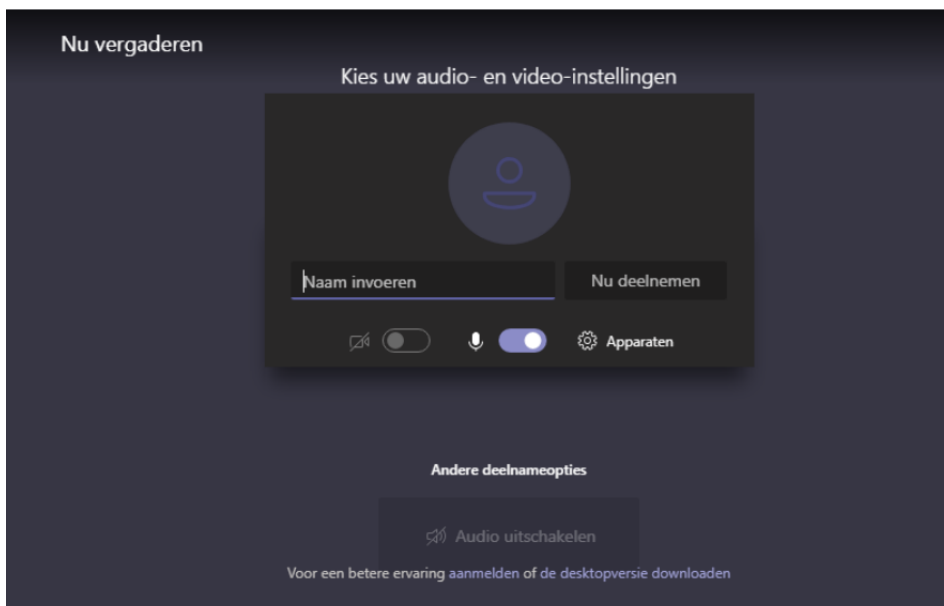 Nu vergaderen
Kies uw audio- en video-instellingen
Naam invoeren
Nu deelnemen
Apparaten
Andere deelnameopties
Audio uitschakelen
Voor een betere ervaring aanmelden of de desktopversie downloaden